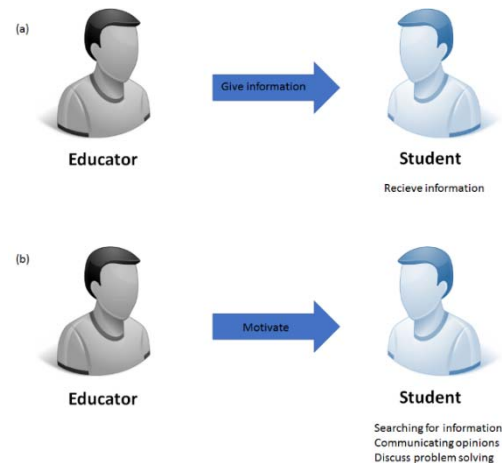 (a)
Give information
Educator
Student
Recieve information
(b)
Motivate
Educator
Student
Searching for information
Communicating opinions
Discuss problem solving